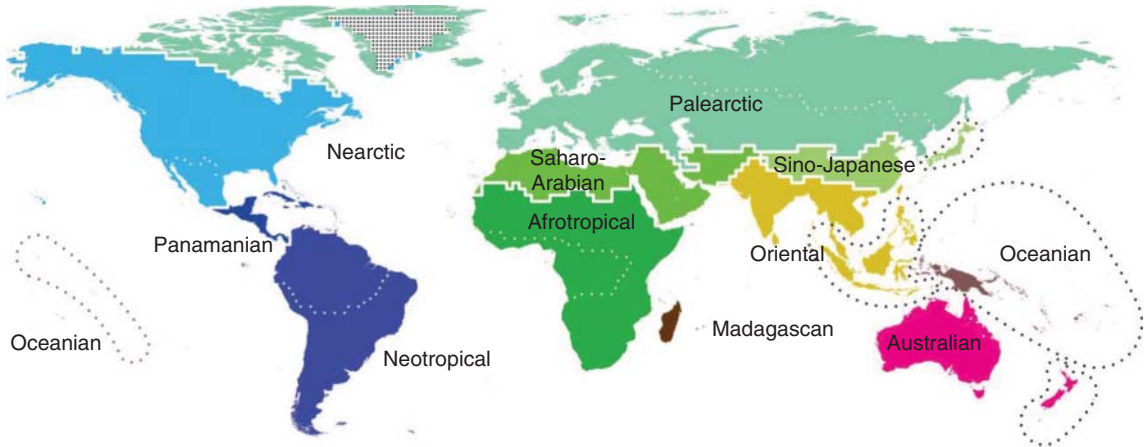 Palearctic
Nearctic
Saharo-
Arabian
Sino-Japanese
Afrotropical
Panamanian
Oriental
Oceanian
Oceanian
Madagascan
Australian
Neotropical